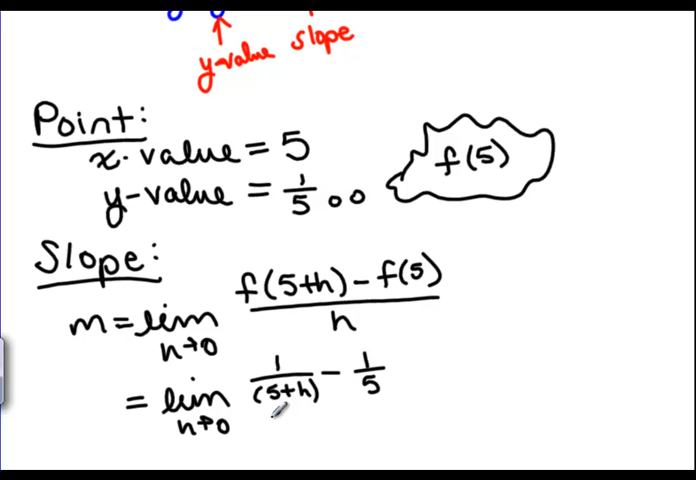 y-value slope
Point:
x-value = 5
y-value = 1/5
f(5)
Slope:
m = lim h→0 f(5+h) - f(5) / h
= lim h→0 1/(5+h) - 1/5